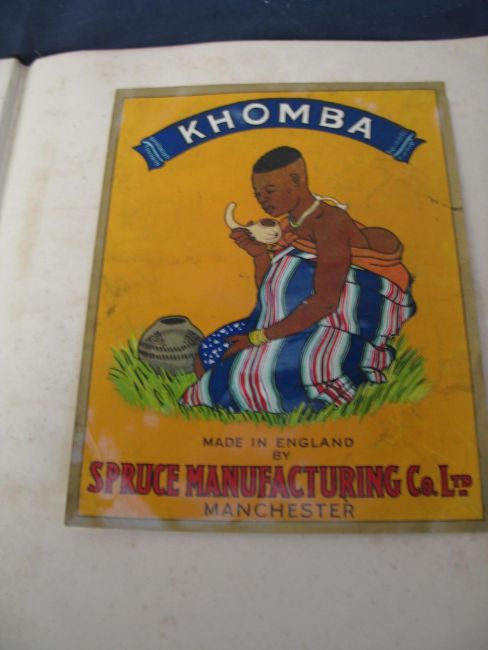 KHOMBA
MADE IN ENGLAND
BY
SPRUCE MANUFACTURING Co. LTD
MANCHESTER